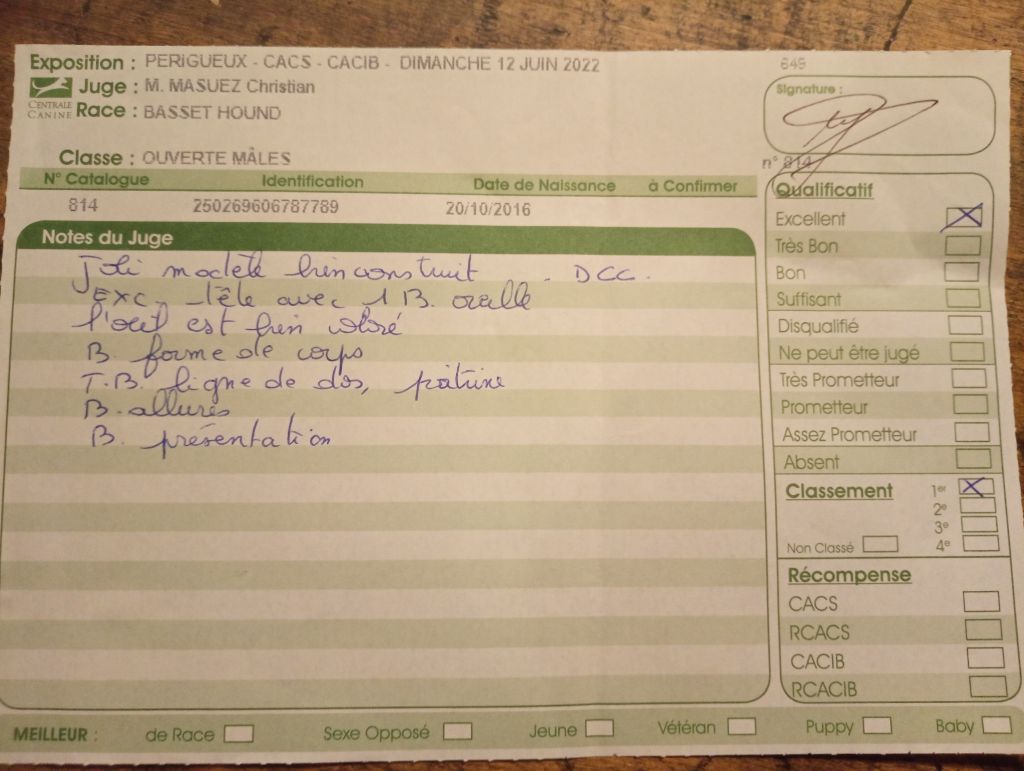 Exposition : PERIGUEUX - CACS - CACIB - DIMANCHE 12 JUIN 2022
649
CENTRALE CANINE
Juge : M. MASUEZ Christian
Race : BASSET HOUND
Signature :
Classe : OUVERTE MÂLES
n° 814
N° Catalogue Identification Date de Naissance à Confirmer
814 250269606787789 20/10/2016
Notes du Juge
Joli modèle bien construit . DCC.
EXC. tête avec 1 B. oreille
l'œil est bien coloré
B. forme de corps
T.B. ligne de dos, poitrine
B. allures
B. présentation
Qualificatif
Excellent
Très Bon
Bon
Suffisant
Disqualifié
Ne peut être jugé
Très Prometteur
Prometteur
Assez Prometteur
Absent
Classement 1er
2e
3e
Non Classé 4e
Récompense
CACS
RCACS
CACIB
RCACIB
MEILLEUR : de Race Sexe Opposé Jeune Vétéran Puppy Baby